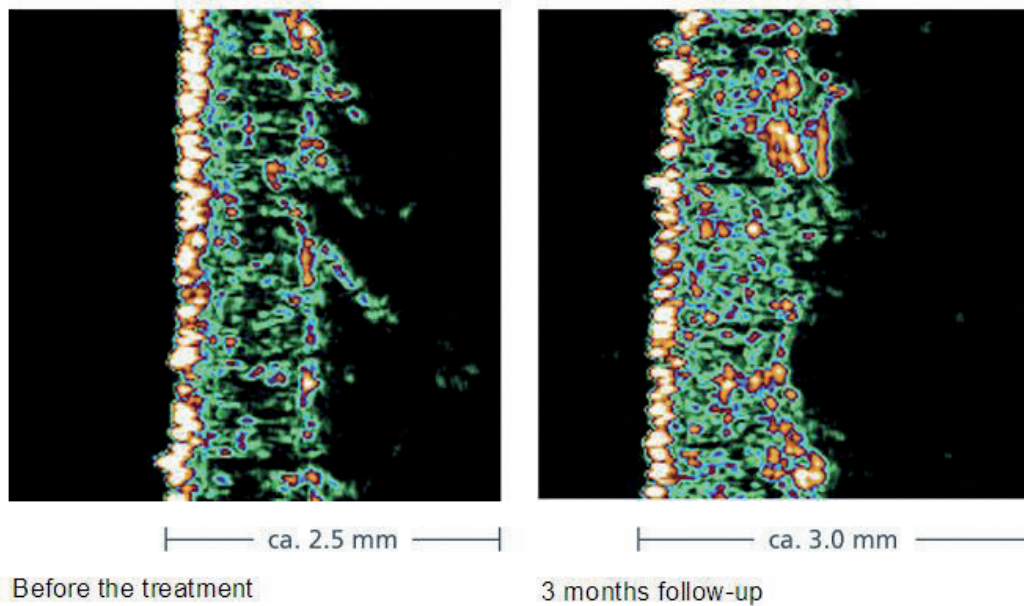 ca. 2.5 mm
ca. 3.0 mm
Before the treatment
3 months follow-up